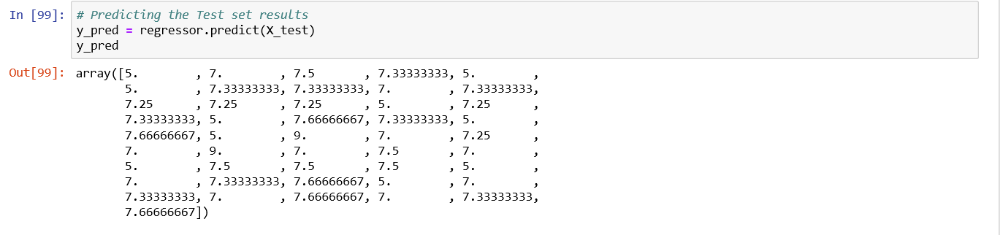 In [99]: # Predicting the Test set results
y_pred = regressor.predict(X_test)
y_pred
Out[99]: array([5.        , 7.        , 7.5       , 7.33333333, 5.        ,
5.        , 7.33333333, 7.33333333, 7.        , 7.33333333,
7.25      , 7.25      , 7.25      , 5.        , 7.25      ,
7.33333333, 5.        , 7.66666667, 7.33333333, 5.        ,
7.66666667, 5.        , 9.        , 7.        , 7.25      ,
7.        , 9.        , 7.        , 7.5       , 7.        ,
5.        , 7.5       , 7.5       , 7.5       , 5.        ,
7.        , 7.33333333, 7.66666667, 5.        , 7.        ,
7.33333333, 7.        , 7.66666667, 7.        , 7.33333333,
7.66666667])